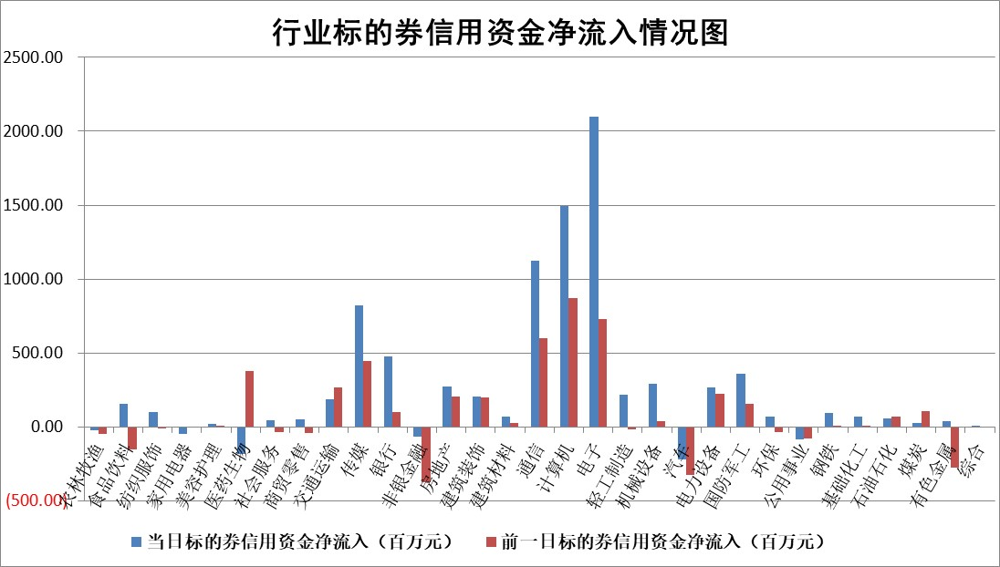 行业标的券信用资金净流入情况图
2500.00
2000.00
1500.00
1000.00
500.00
0.00
(500.00)
农林牧渔
食品饮料
纺织服饰
家用电器
美容护理
医药生物
社会服务
商贸零售
交通运输
传媒
银行
非银金融
房地产
建筑装饰
建筑材料
通信
计算机
电子
轻工制造
机械设备
汽车
电力设备
国防军工
环保
公用事业
钢铁
基础化工
石油石化
煤炭
有色金属
综合
当日标的券信用资金净流入（百万元）
前一日标的券信用资金净流入（百万元）